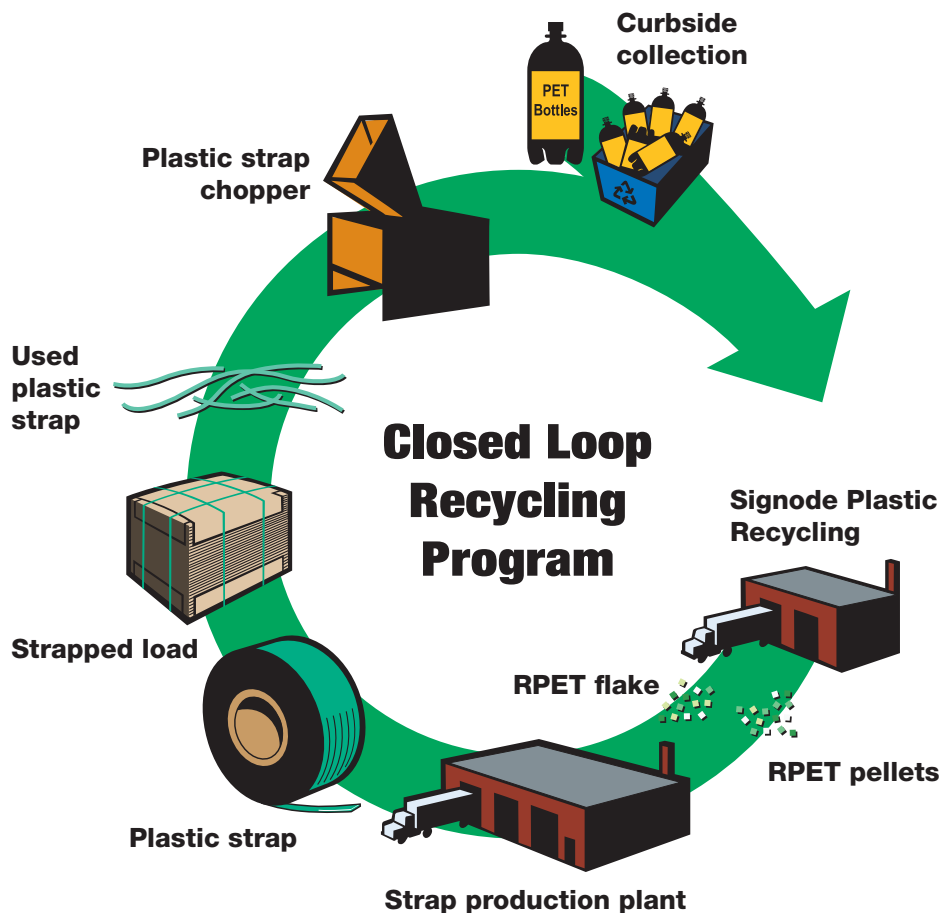 Curbside
collection
PET
Bottles
Plastic strap
chopper
Used
plastic
strap
Closed Loop
Recycling
Program
Signode Plastic
Recycling
Strapped load
RPET flake
RPET pellets
Plastic strap
Strap production plant